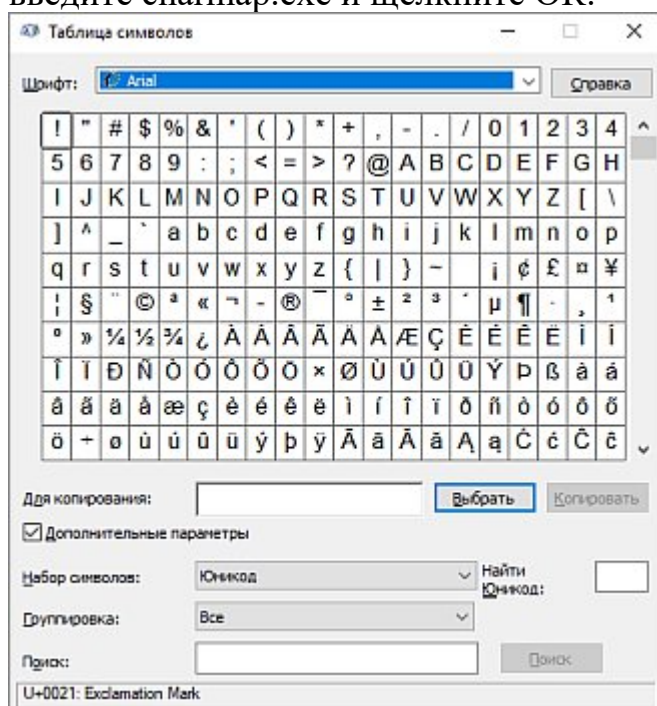 введите charmap.exe и щёлкните OK.
Таблица символов
Шрифт: Arial Справка
! " # $ % & ' ( ) * + , - . / 0 1 2 3 4
5 6 7 8 9 : ; < = > ? @ A B C D E F G H
I J K L M N O P Q R S T U V W X Y Z [ \
] ^ _ ` a b c d e f g h i j k l m n o p
q r s t u v w x y z { | } ~ ¡ ¢ £ ¤ ¥
¦ § ¨ © ª « ¬ - ® ¯ ° ± ² ³ ´ µ ¶ · ¸ ¹
º » ¼ ½ ¾ ¿ À Á Â Ã Ä Å Æ Ç È É Ê Ë Ì Í
Î Ï Ð Ñ Ò Ó Ô Õ Ö × Ø Ù Ú Û Ü Ý Þ ß à á
â ã ä å æ ç è é ê ë ì í î ï ð ñ ò ó ô õ
ö ÷ ø ù ú û ü ý þ ÿ Ā ā Ă ă Ą ą Ć ć Ĉ ĉ
Для копирования: Выбрать Копировать
Дополнительные параметры
Набор символов: Юникод Найти
Юникод:
Группировка: Все
Поиск: Поиск
U+0021: Exclamation Mark